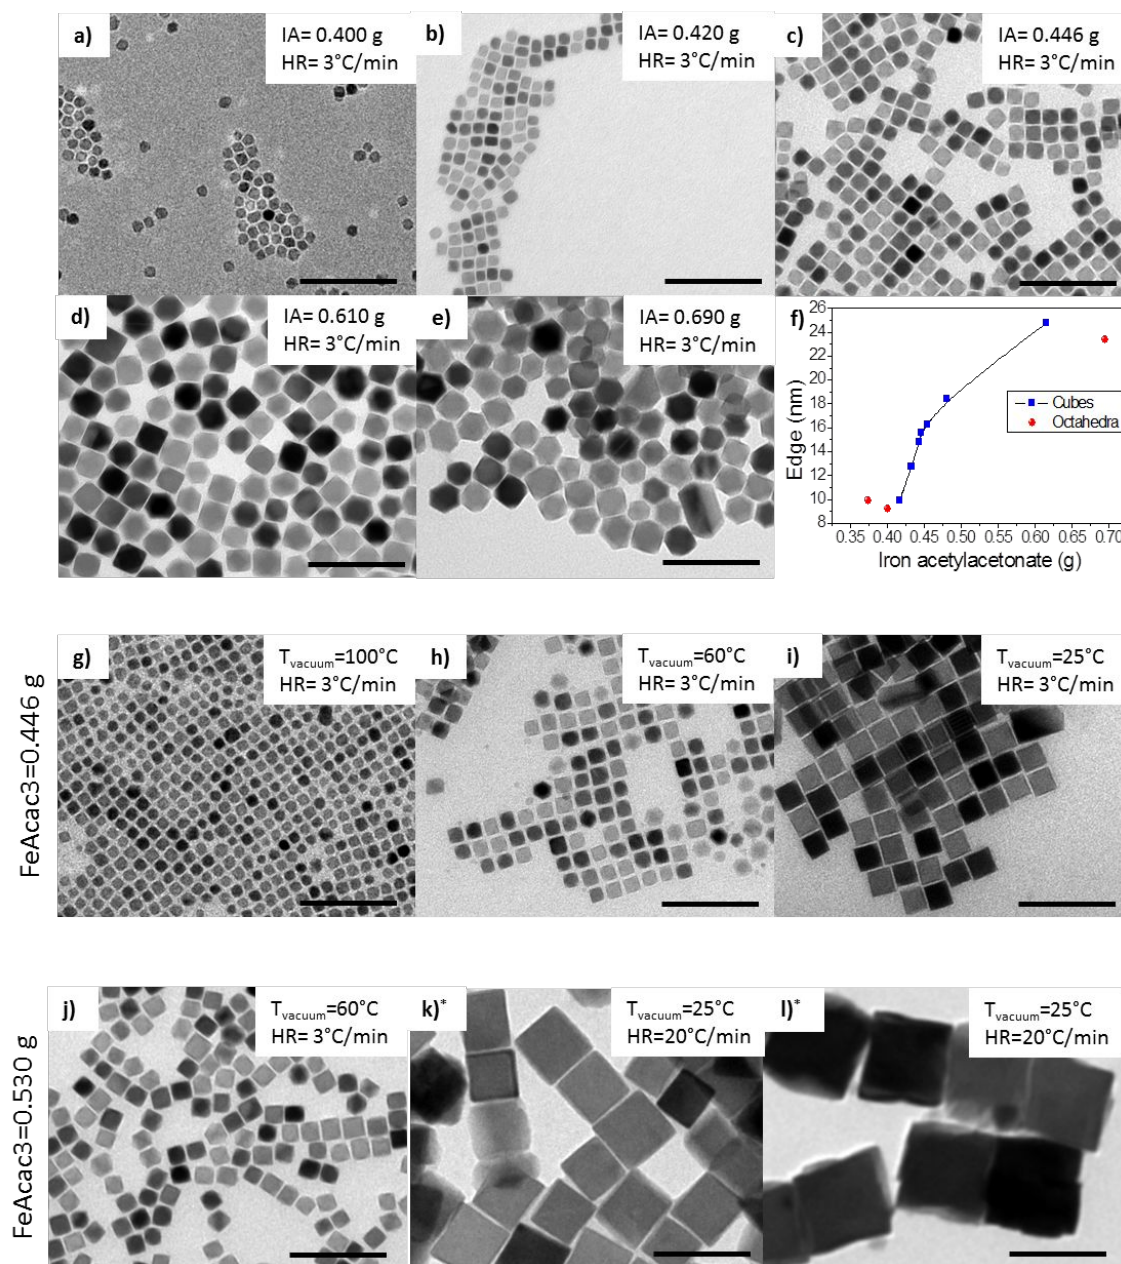 a)
IA= 0.400 g
HR= 3°C/min
b)
IA= 0.420 g
HR= 3°C/min
c)
IA= 0.446 g
HR= 3°C/min
d)
IA= 0.610 g
HR= 3°C/min
e)
IA= 0.690 g
HR= 3°C/min
f)
26
24
22
20
18
16
14
12
10
8
Edge (nm)
Cubes
Octahedra
0.35 0.40 0.45 0.50 0.55 0.60 0.65 0.70
Iron acetylacetonate (g)
FeAcac3=0.446 g
g)
Tvacuum=100°C
HR= 3°C/min
h)
Tvacuum=60°C
HR= 3°C/min
i)
Tvacuum=25°C
HR= 3°C/min
FeAcac3=0.530 g
j)
Tvacuum=60°C
HR= 3°C/min
k)*
Tvacuum=25°C
HR=20°C/min
l)*
Tvacuum=25°C
HR=20°C/min